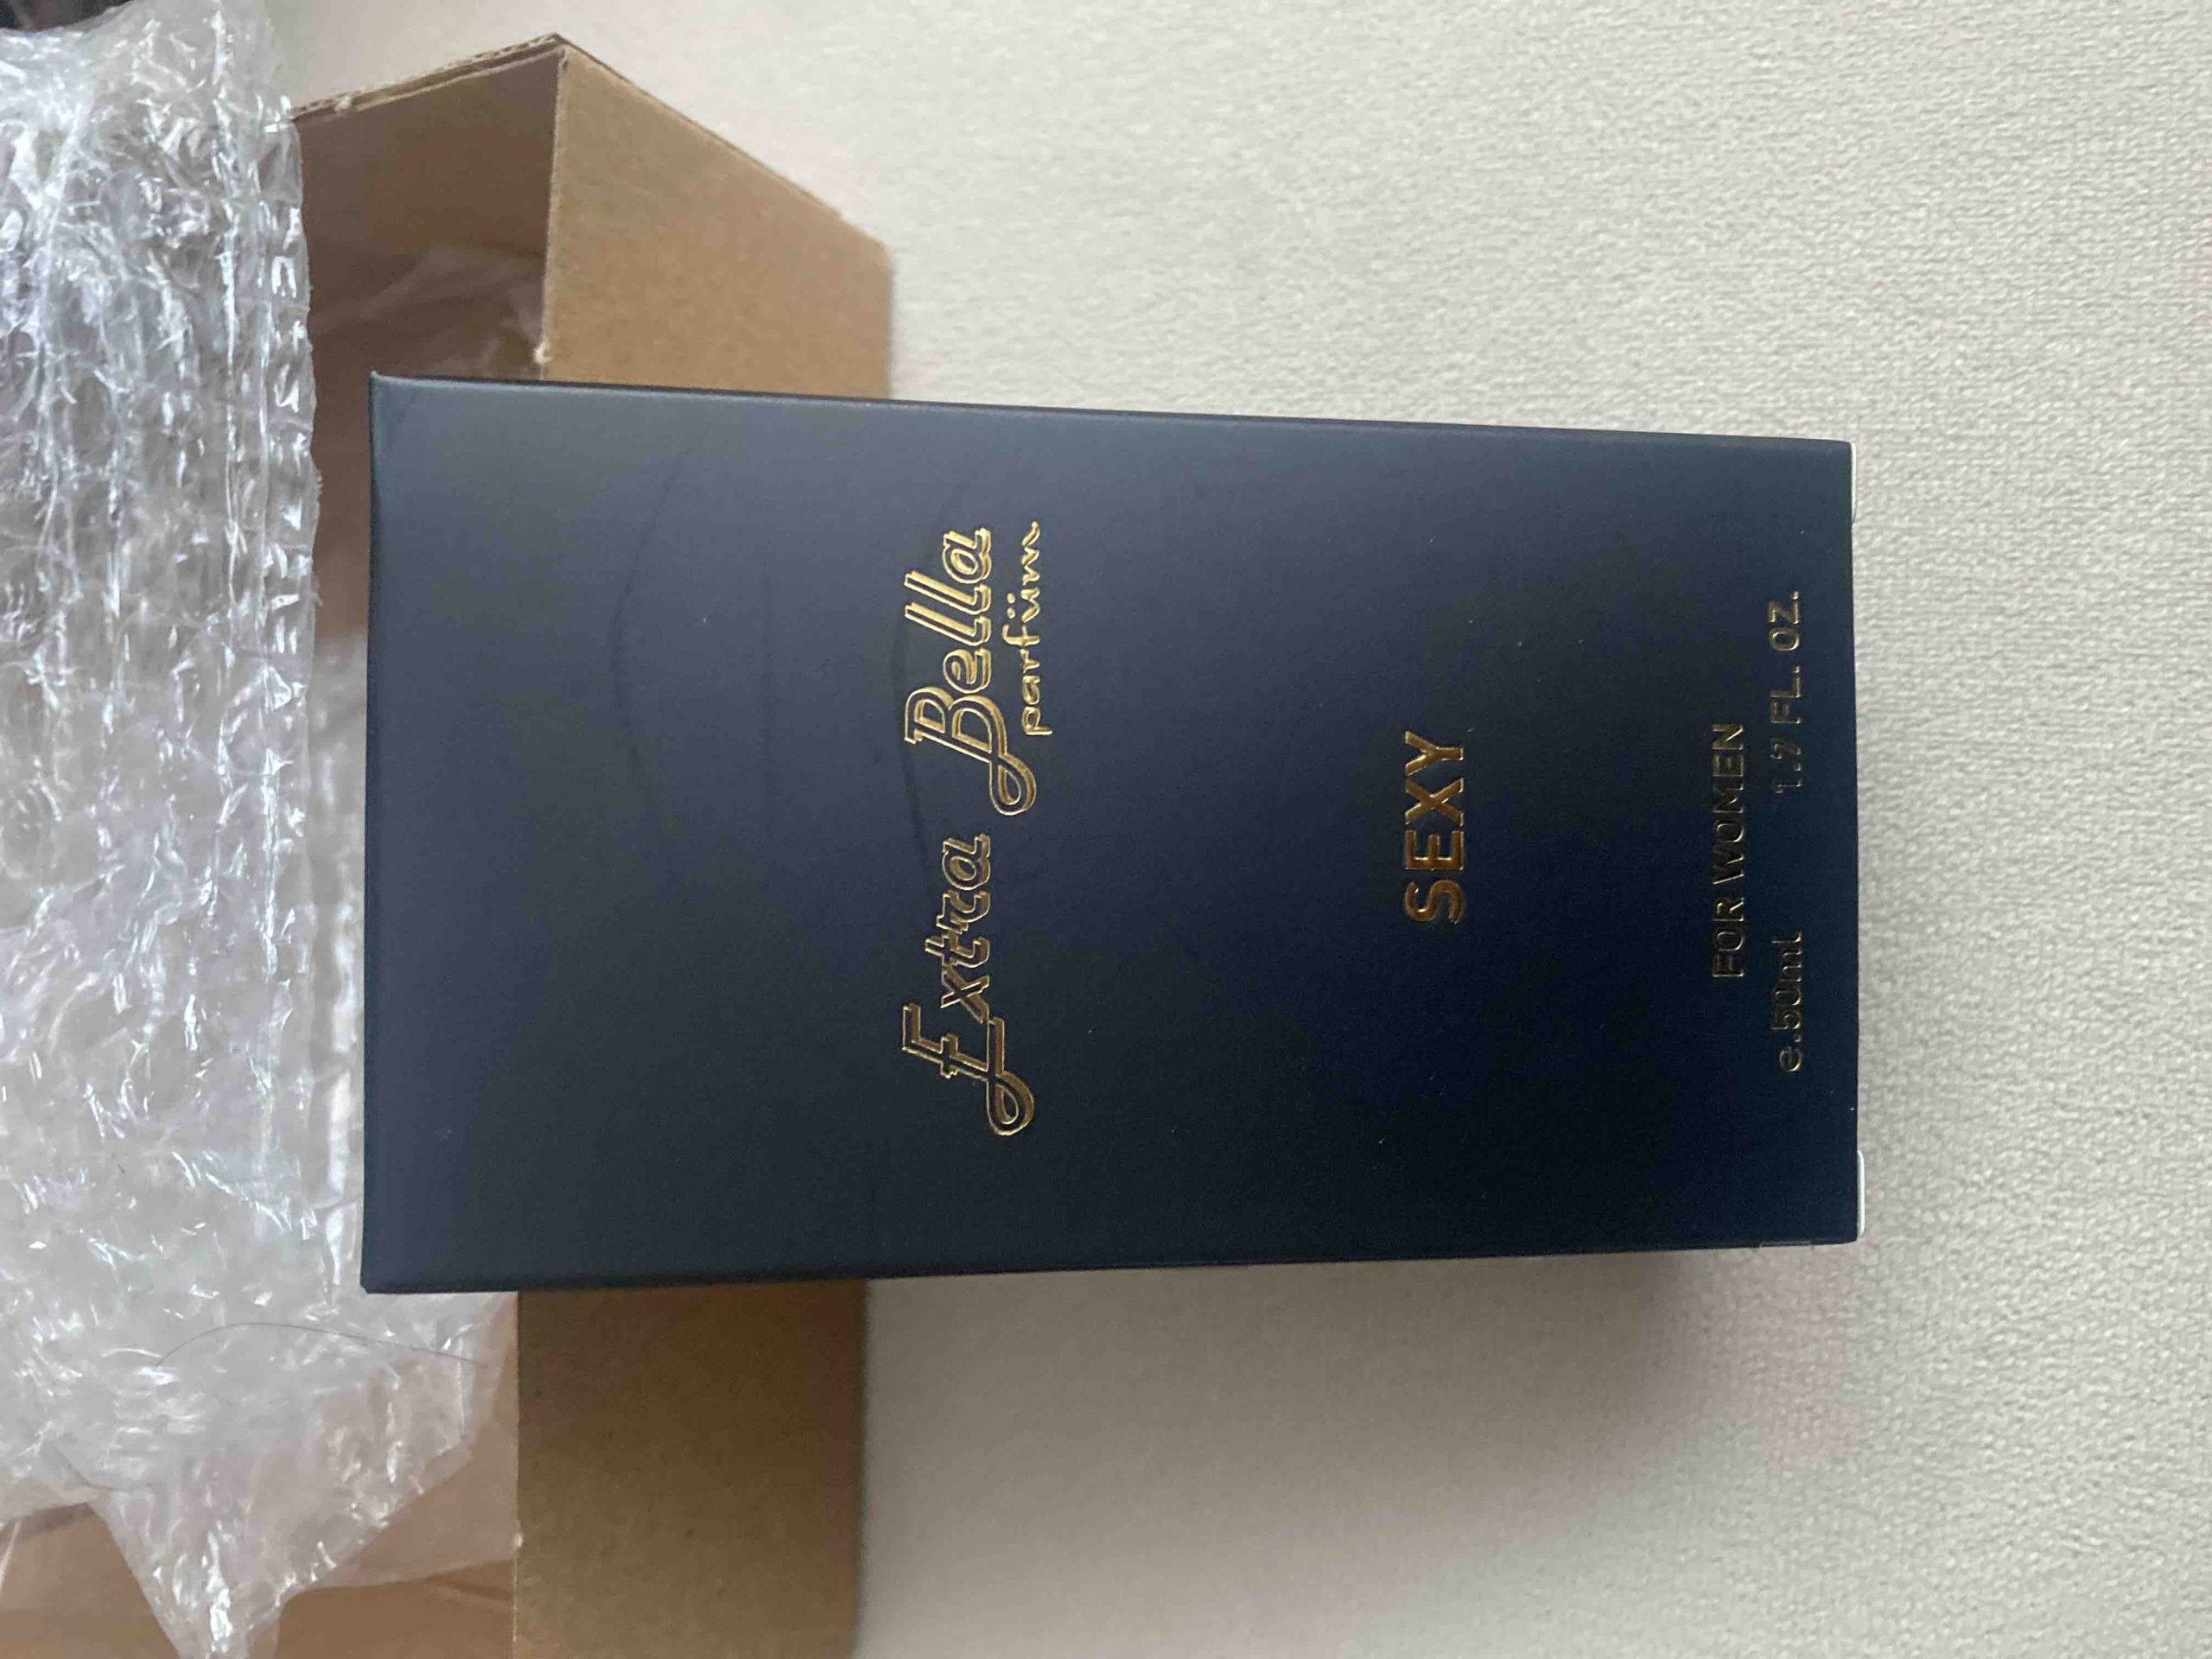 Extra Bella
parfüm
SEXY
FOR WOMEN
e.50ml 1.7 FL. OZ.